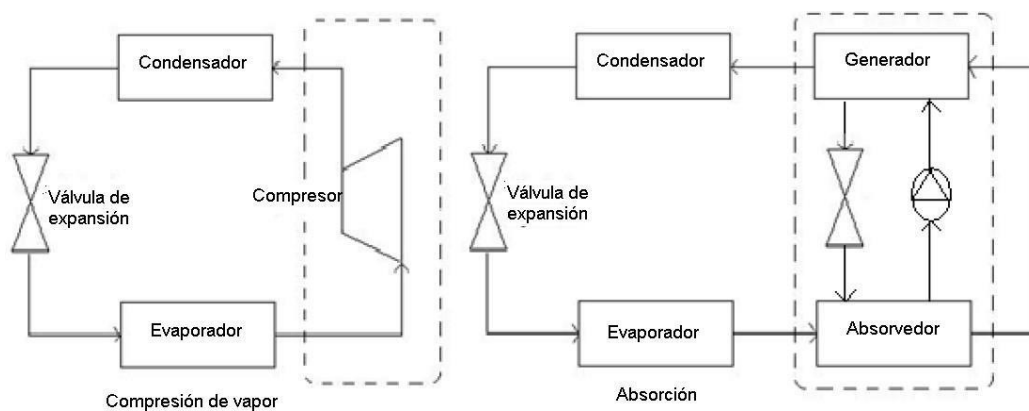 Condensador
Válvula de
expansión
Compresor
Evaporador
Compresión de vapor
Condensador
Generador
Válvula de
expansión
Evaporador
Absorvedor
Absorción